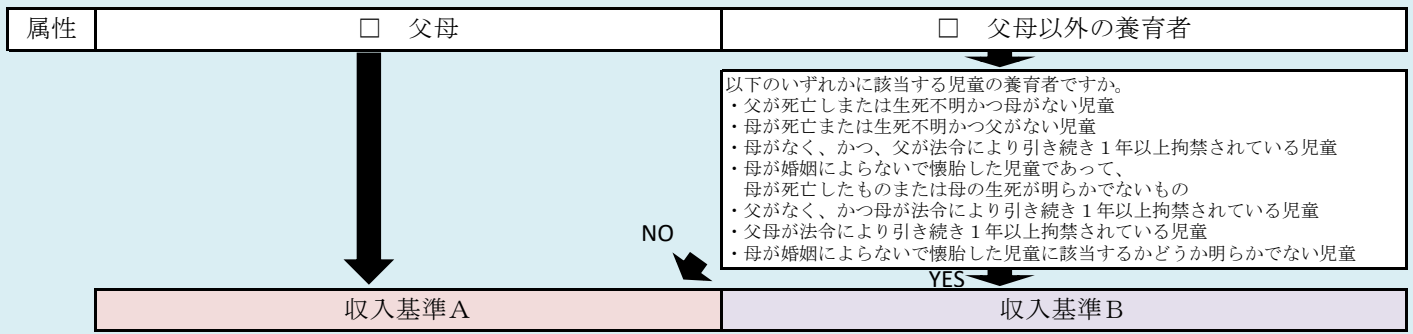 属性
□　父母
□　父母以外の養育者
以下のいずれかに該当する児童の養育者ですか。
・父が死亡しまたは生死不明かつ母がない児童
・母が死亡または生死不明かつ父がない児童
・母がなく、かつ、父が法令により引き続き１年以上拘禁されている児童
・母が婚姻によらないで懐胎した児童であって、
　母が死亡したものまたは母の生死が明らかでないもの
・父がなく、かつ母が法令により引き続き１年以上拘禁されている児童
・父母が法令により引き続き１年以上拘禁されている児童
・母が婚姻によらないで懐胎した児童に該当するかどうか明らかでない児童
NO
YES
収入基準Ａ
収入基準Ｂ